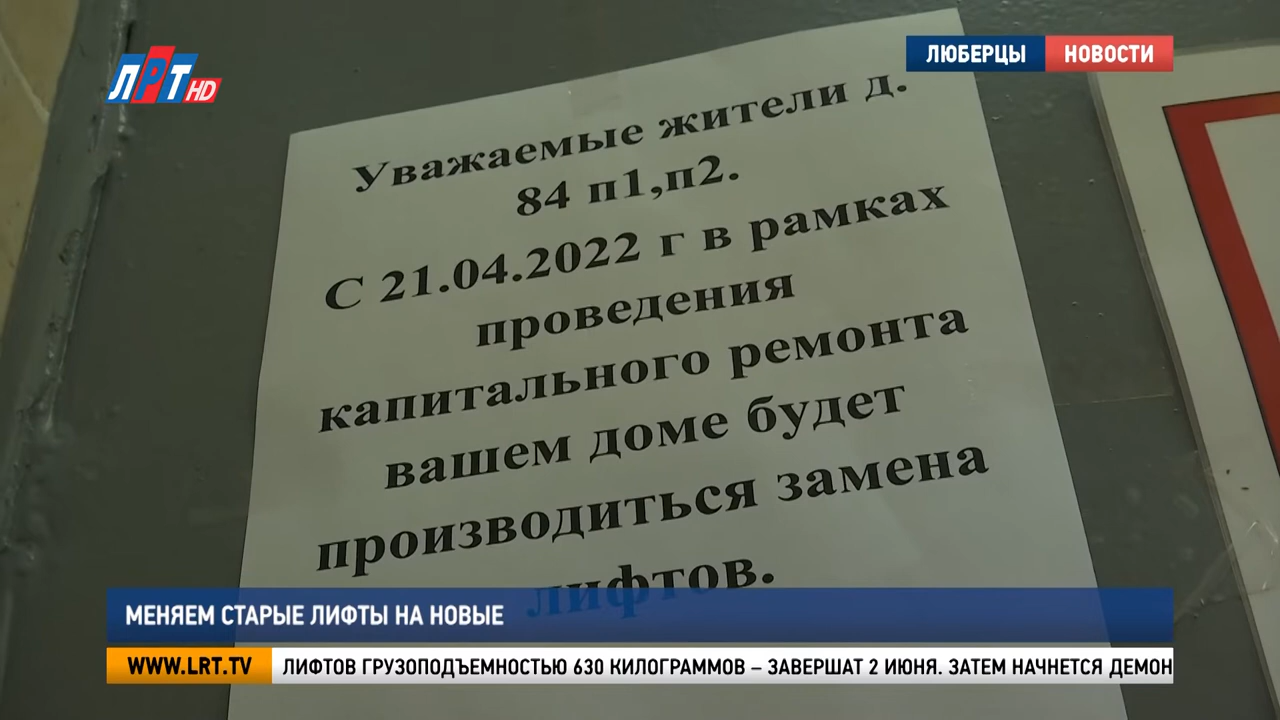 ЛРТ HD
ЛЮБЕРЦЫ НОВОСТИ
Уважаемые жители д.
84 п1,п2.
С 21.04.2022 г в рамках
проведения
капитального ремонта
вашем доме будет
производиться замена
лифтов.
МЕНЯЕМ СТАРЫЕ ЛИФТЫ НА НОВЫЕ
WWW.LRT.TV ЛИФТОВ ГРУЗОПОДЪЕМНОСТЬЮ 630 КИЛОГРАММОВ – ЗАВЕРШАТ 2 ИЮНЯ. ЗАТЕМ НАЧНЕТСЯ ДЕМОН